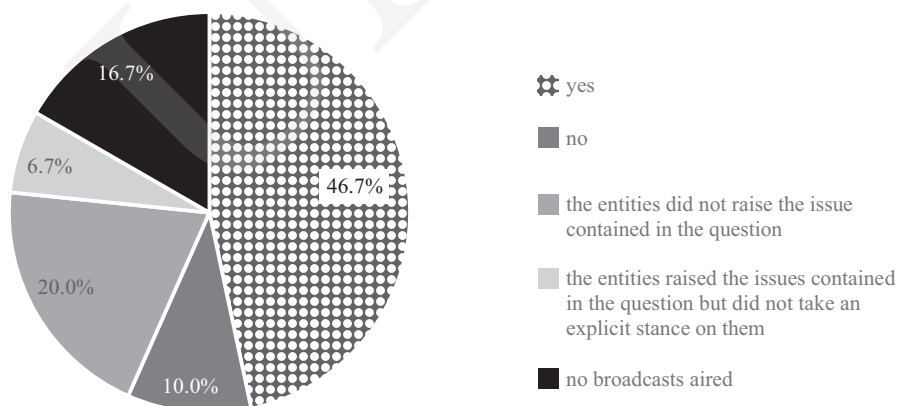 16.7%
6.7%
46.7%
20.0%
10.0%
yes
no
the entities did not raise the issue
contained in the question
the entities raised the issues contained
in the question but did not take an
explicit stance on them
no broadcasts aired